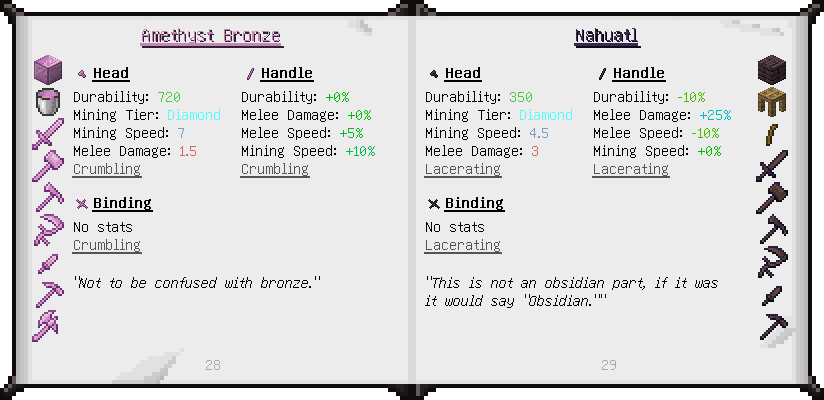 Amethyst Bronze
Head
Durability: 720
Mining Tier: Diamond
Mining Speed: 7
Melee Damage: 1.5
Crumbling
Handle
Durability: +0%
Melee Damage: +0%
Melee Speed: +5%
Mining Speed: +10%
Crumbling
Binding
No stats
Crumbling
"Not to be confused with bronze."
28
Nahuatl
Head
Durability: 350
Mining Tier: Diamond
Mining Speed: 4.5
Melee Damage: 3
Lacerating
Handle
Durability: -10%
Melee Damage: +25%
Melee Speed: -10%
Mining Speed: +0%
Lacerating
Binding
No stats
Lacerating
"This is not an obsidian part, if it was
it would say "Obsidian.""
29